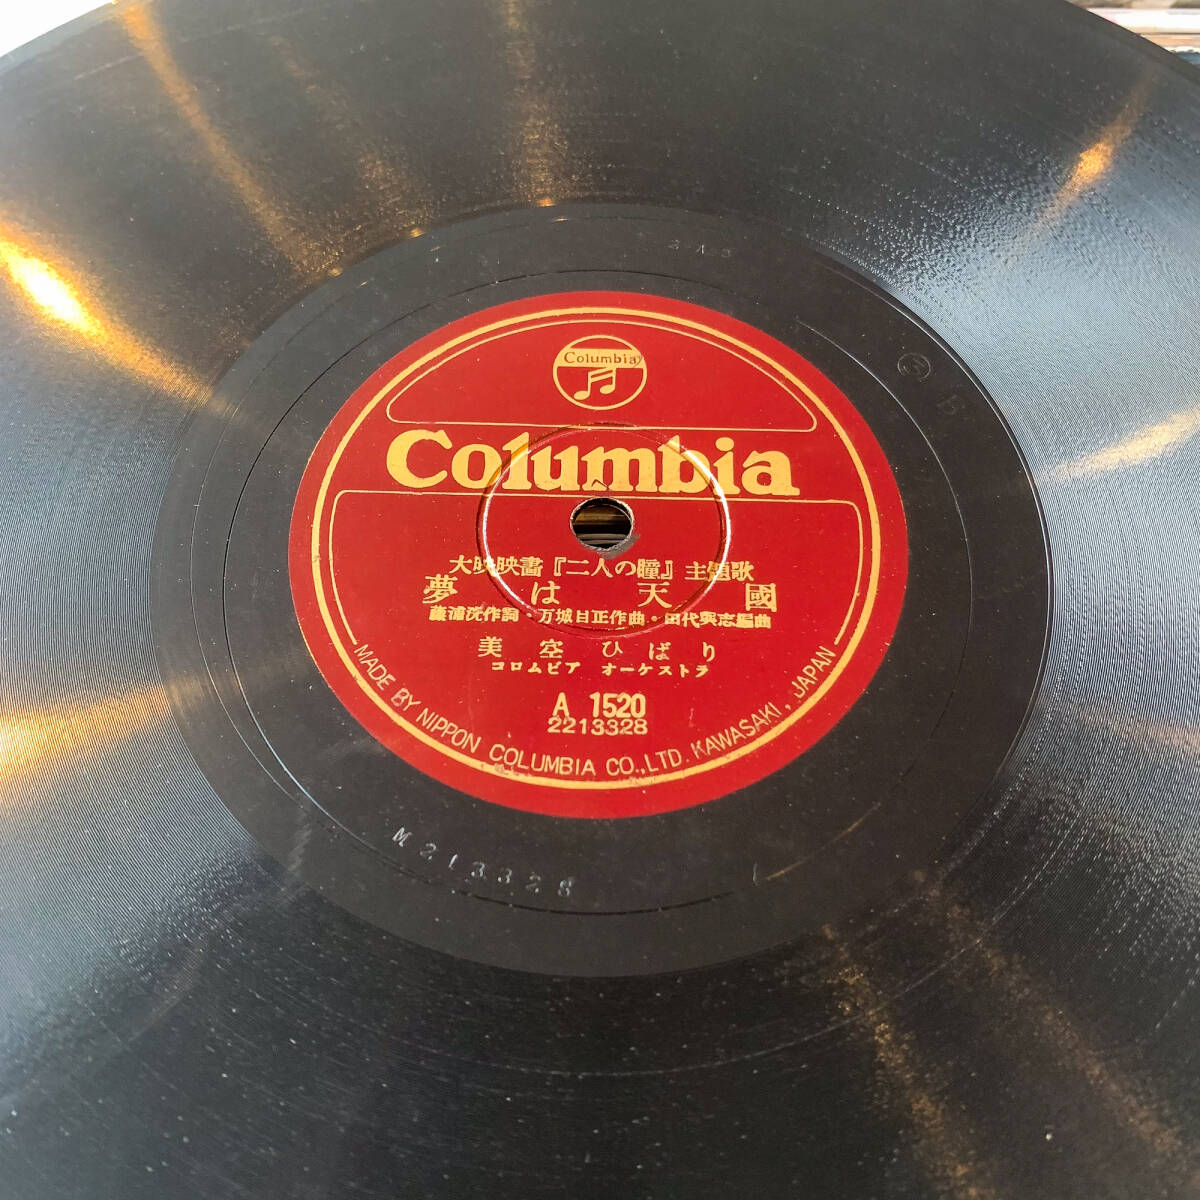 Columbia
Columbia
大映映畵『二人の瞳』主題歌
夢は天國
藤浦洸作詞・万城目正作曲・田代與志編曲
美空ひばり
コロムビア オーケストラ
A 1520
2213328
MADE BY NIPPON COLUMBIA CO.,LTD. KAWASAKI, JAPAN
M213328